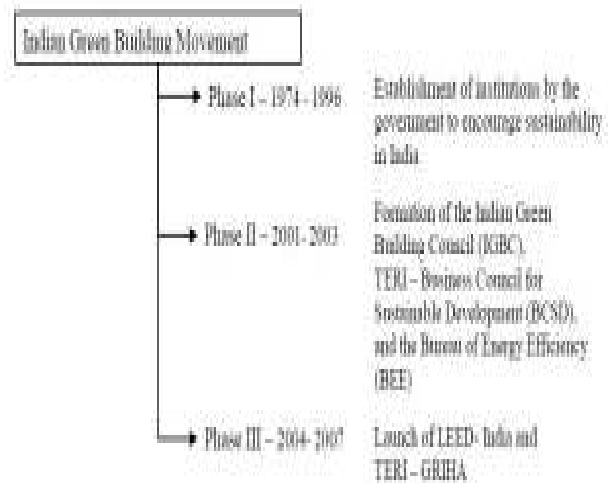 Indian Green Building Movement
Phase I – 1974 - 1996
Establishment of institutions by the
government to encourage sustainability
in India
Phase II – 2001- 2003
Formation of the Indian Green
Building Council (IGBC),
TERI – Business Council for
Sustainable Development (BCSD),
and the Bureau of Energy Efficiency
(BEE)
Phase III – 2004- 2007
Launch of LEED- India and
TERI – GRIHA